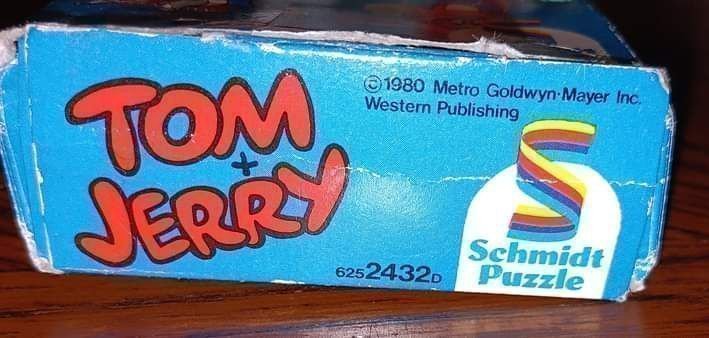 TOM
+
JERRY
©1980 Metro Goldwyn·Mayer Inc.
Western Publishing
6252432D
Schmidt
Puzzle